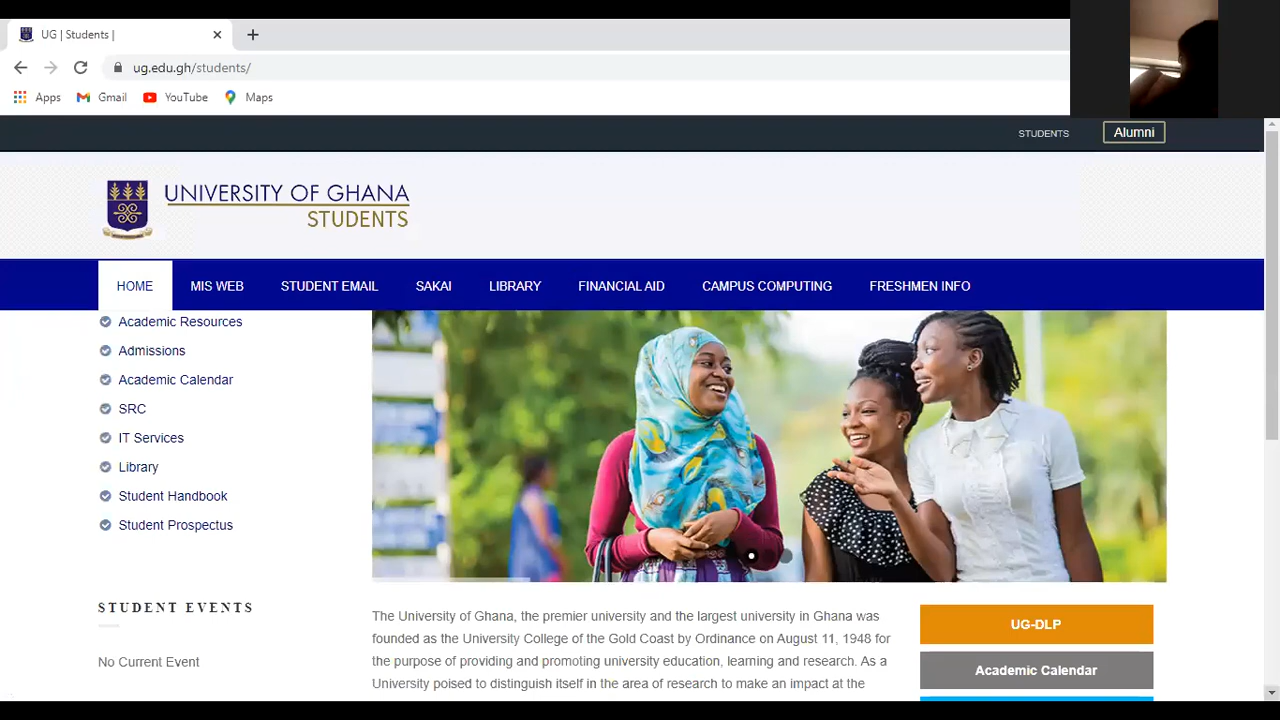 UG | Students |
ug.edu.gh/students/
Apps Gmail YouTube Maps
STUDENTS Alumni
UNIVERSITY OF GHANA
STUDENTS
HOME MIS WEB STUDENT EMAIL SAKAI LIBRARY FINANCIAL AID CAMPUS COMPUTING FRESHMEN INFO
Academic Resources
Admissions
Academic Calendar
SRC
IT Services
Library
Student Handbook
Student Prospectus
STUDENT EVENTS
No Current Event
The University of Ghana, the premier university and the largest university in Ghana was
founded as the University College of the Gold Coast by Ordinance on August 11, 1948 for
the purpose of providing and promoting university education, learning and research. As a
University poised to distinguish itself in the area of research to make an impact at the
UG-DLP
Academic Calendar